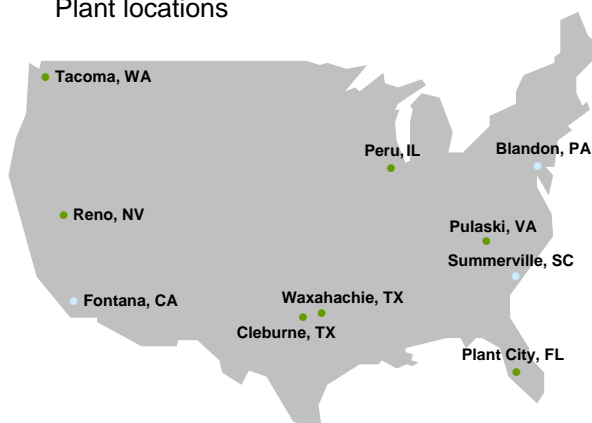 Plant locations
Tacoma, WA
Peru, IL
Blandon, PA
Reno, NV
Pulaski, VA
Summerville, SC
Fontana, CA
Waxahachie, TX
Cleburne, TX
Plant City, FL